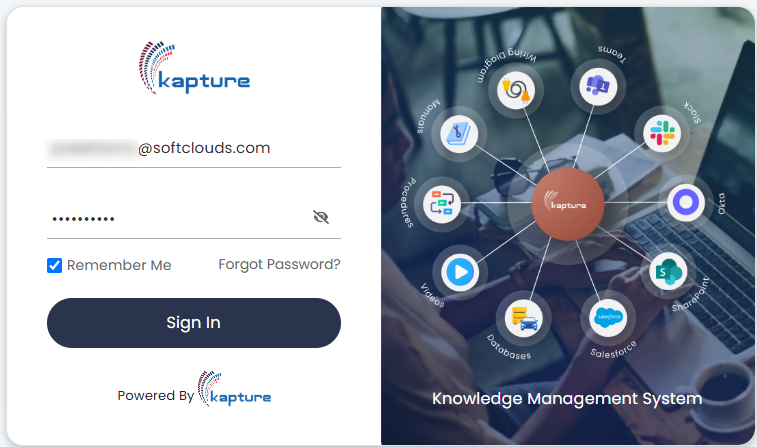 kapture
@softclouds.com
Remember Me
Forgot Password?
Sign In
Powered By kapture
Wiring Diagram
Teams
Manuals
Slack
Procedures
kapture
Okta
Videos
S
SharePoint
Databases
salesforce
Salesforce
Knowledge Management System